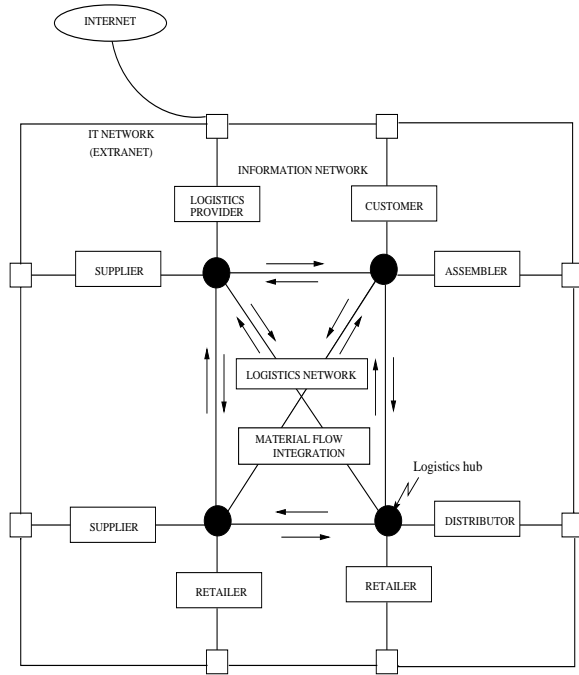 INTERNET
IT NETWORK
(EXTRANET)
INFORMATION NETWORK
LOGISTICS
PROVIDER
CUSTOMER
SUPPLIER
ASSEMBLER
LOGISTICS NETWORK
MATERIAL FLOW
INTEGRATION
Logistics hub
SUPPLIER
DISTRIBUTOR
RETAILER
RETAILER